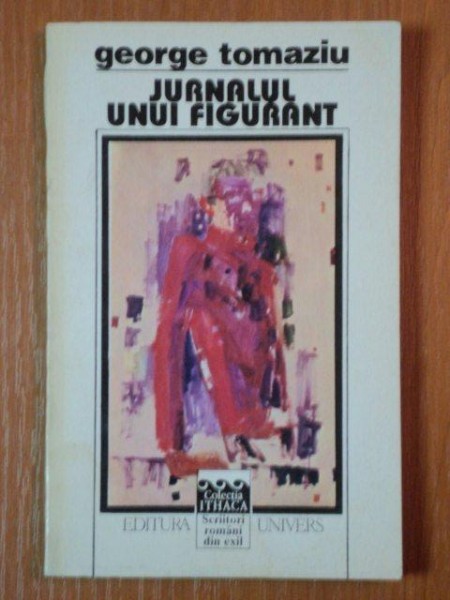 george tomaziu
JURNALUL
UNUI FIGURANT
Colecția
ITHACA
EDITURA Scriitori UNIVERS
români
din exil